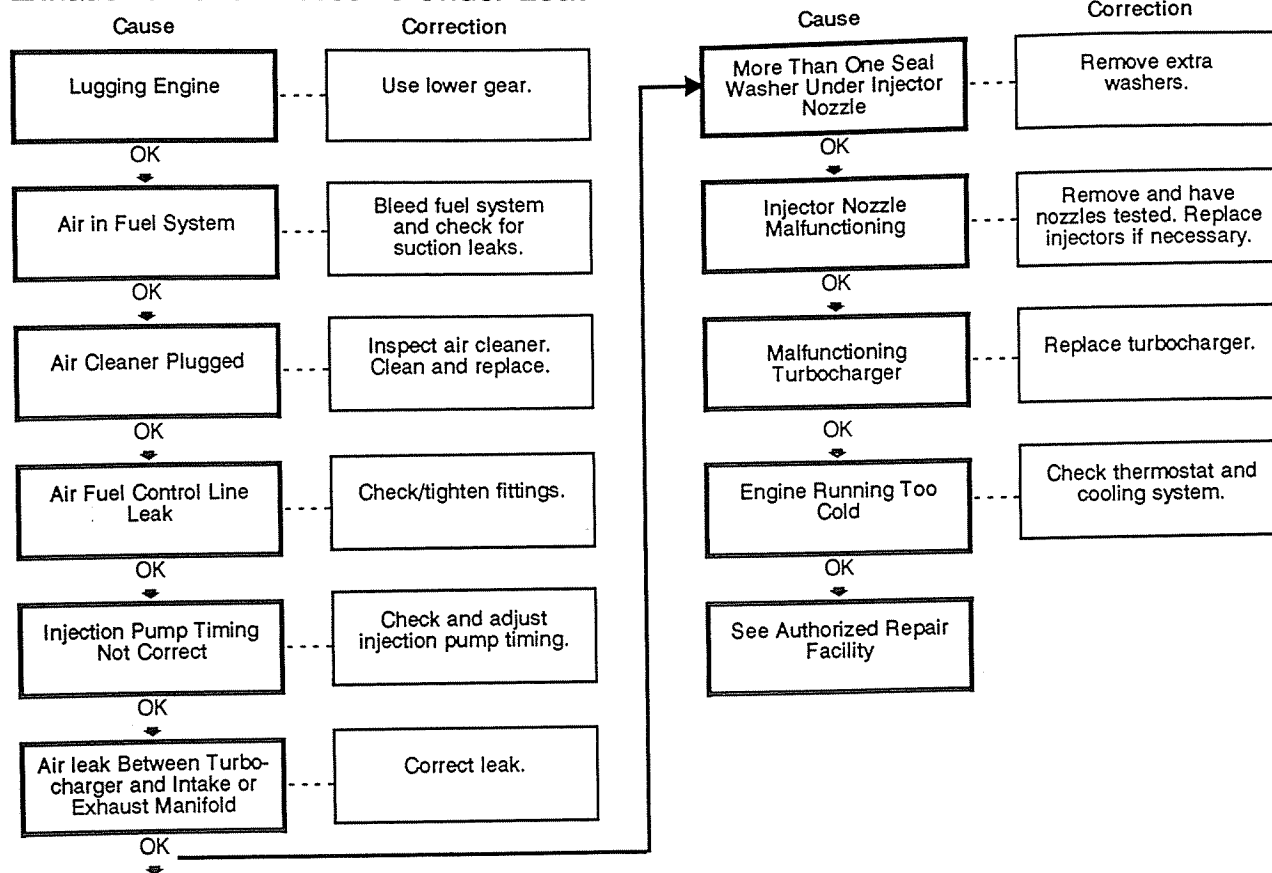 Cause
Correction
Lugging Engine
Use lower gear.
OK
Air in Fuel System
Bleed fuel system
and check for
suction leaks.
OK
Air Cleaner Plugged
Inspect air cleaner.
Clean and replace.
OK
Air Fuel Control Line
Leak
Check/tighten fittings.
OK
Injection Pump Timing
Not Correct
Check and adjust
injection pump timing.
OK
Air leak Between Turbo-
charger and Intake or
Exhaust Manifold
Correct leak.
OK
Cause
Correction
More Than One Seal
Washer Under Injector
Nozzle
Remove extra
washers.
OK
Injector Nozzle
Malfunctioning
Remove and have
nozzles tested. Replace
injectors if necessary.
OK
Malfunctioning
Turbocharger
Replace turbocharger.
OK
Engine Running Too
Cold
Check thermostat and
cooling system.
OK
See Authorized Repair
Facility